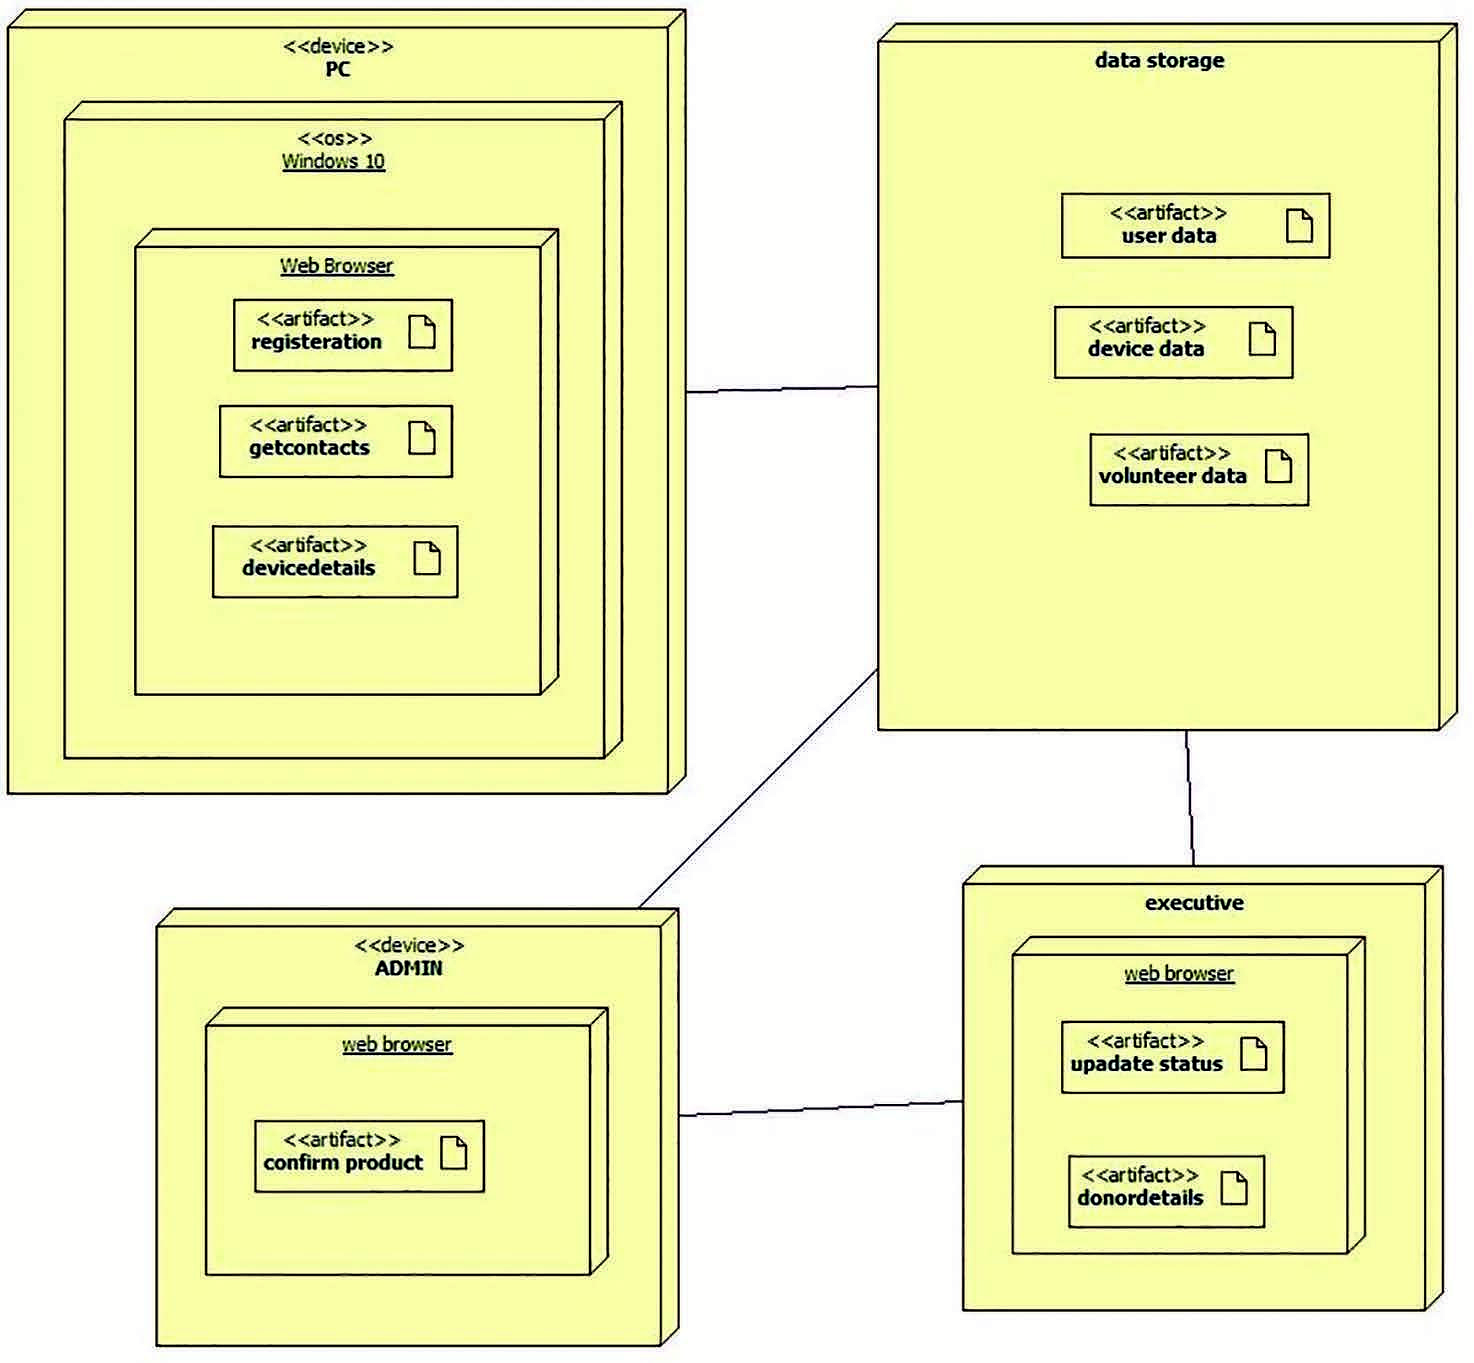 <<device>>
PC
<<os>>
Windows 10
Web Browser
<<artifact>>
registeration
<<artifact>>
getcontacts
<<artifact>>
devicedetails
data storage
<<artifact>>
user data
<<artifact>>
device data
<<artifact>>
volunteer data
<<device>>
ADMIN
web browser
<<artifact>>
confirm product
executive
web browser
<<artifact>>
upadate status
<<artifact>>
donordetails